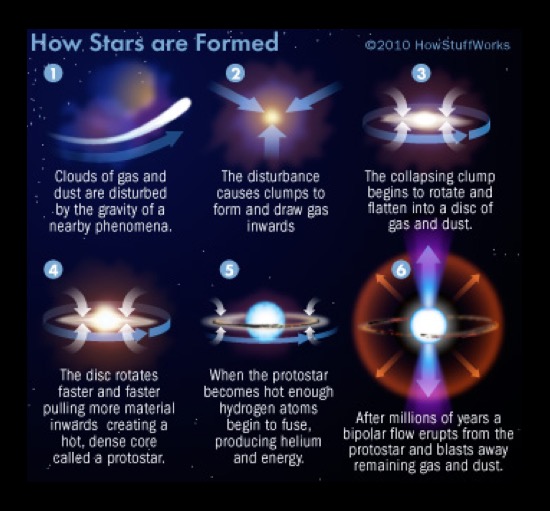 How Stars are Formed
©2010 HowStuffWorks
1
Clouds of gas and
dust are disturbed
by the gravity of a
nearby phenomena.
2
The disturbance
causes clumps to
form and draw gas
inwards
3
The collapsing clump
begins to rotate and
flatten into a disc of
gas and dust.
4
The disc rotates
faster and faster
pulling more material
inwards creating a
hot, dense core
called a protostar.
5
When the protostar
becomes hot enough
hydrogen atoms
begin to fuse,
producing helium
and energy.
6
After millions of years a
bipolar flow erupts from the
protostar and blasts away
remaining gas and dust.